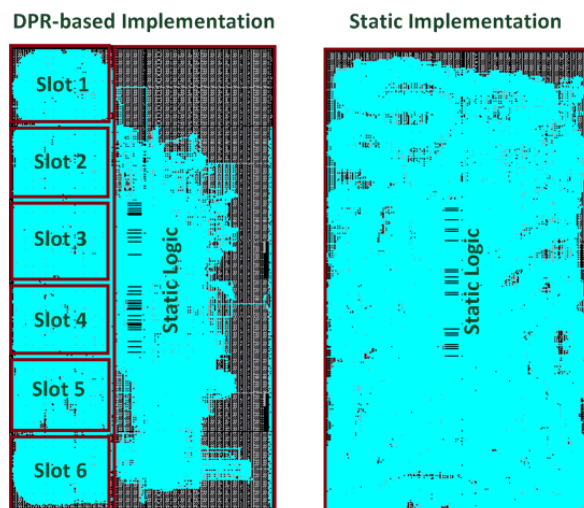 DPR-based Implementation
Static Implementation
Slot 1
Slot 2
Slot 3
Slot 4
Slot 5
Slot 6
Static Logic
Static Logic